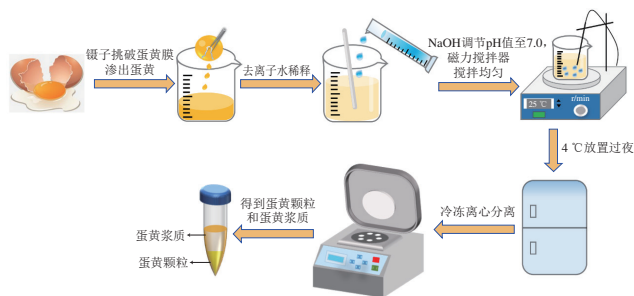 镊子挑破蛋黄膜
渗出蛋黄
去离子水稀释
NaOH调节pH值至7.0，
磁力搅拌器
搅拌均匀
25 ℃
r/min
4 ℃放置过夜
冷冻离心分离
得到蛋黄颗粒
和蛋黄浆质
蛋黄浆质
蛋黄颗粒